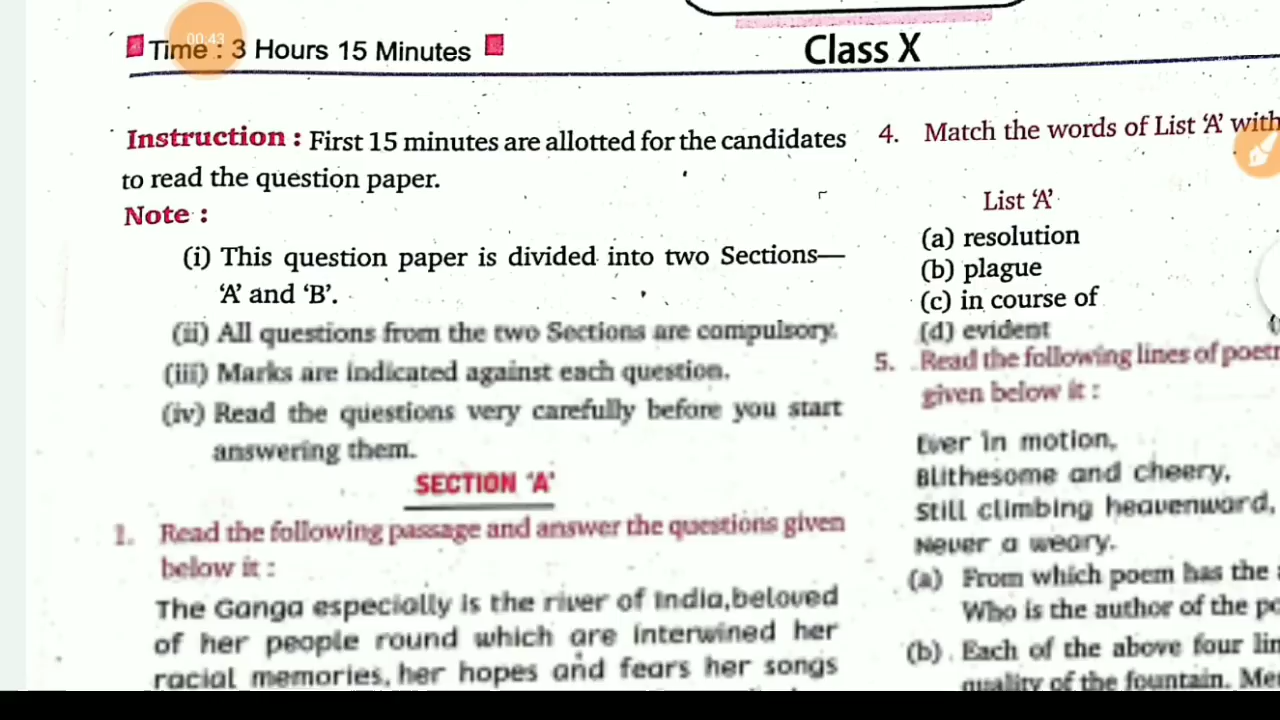 00:43
Time : 3 Hours 15 Minutes
Class X
Instruction : First 15 minutes are allotted for the candidates
to read the question paper.
Note :
(i) This question paper is divided into two Sections—
‘A’ and ‘B’.
(ii) All questions from the two Sections are compulsory.
(iii) Marks are indicated against each question.
(iv) Read the questions very carefully before you start
answering them.
SECTION ‘A’
1. Read the following passage and answer the questions given
below it :
The Ganga especially is the river of India,beloved
of her people round which are interwined her
racial memories, her hopes and fears her songs
4. Match the words of List ‘A’ with
List ‘A’
(a) resolution
(b) plague
(c) in course of
(d) evident
5. Read the following lines of poetr
given below it :
Ever in motion,
Blithesome and cheery,
Still climbing heavenward,
Never a weary.
(a) From which poem has the
Who is the author of the po
(b) Each of the above four lin
quality of the fountain. Me